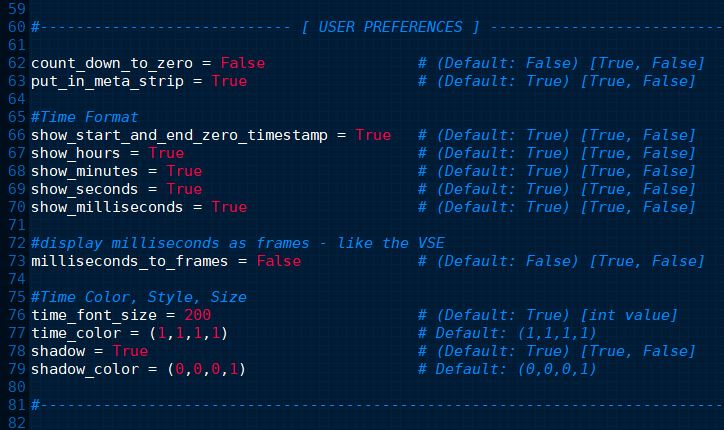 59
60 #---------------------------- [ USER PREFERENCES ] --------------------------
61
62 count_down_to_zero = False # (Default: False) [True, False]
63 put_in_meta_strip = True # (Default: True) [True, False]
64
65 #Time Format
66 show_start_and_end_zero_timestamp = True # (Default: True) [True, False]
67 show_hours = True # (Default: True) [True, False]
68 show_minutes = True # (Default: True) [True, False]
69 show_seconds = True # (Default: True) [True, False]
70 show_milliseconds = True # (Default: True) [True, False]
71
72 #display milliseconds as frames - like the VSE
73 milliseconds_to_frames = False # (Default: False) [True, False]
74
75 #Time Color, Style, Size
76 time_font_size = 200 # (Default: True) [int value]
77 time_color = (1,1,1,1) # Default: (1,1,1,1)
78 shadow = True # (Default: True) [True, False]
79 shadow_color = (0,0,0,1) # Default: (0,0,0,1)
80
81 #----------------------------------------------------------------------------
82